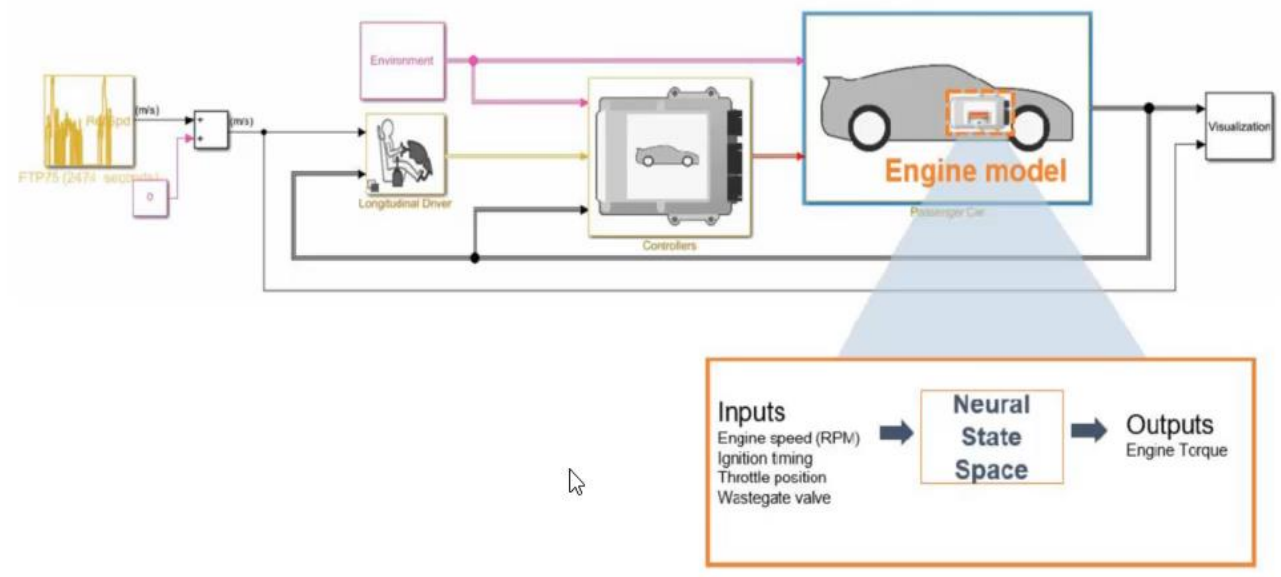 Environment
(m/s)
RefSpd
(m/s)
FTP75 (2474 seconds)
0
Longitudinal Driver
Controllers
Engine model
Passenger Car
Visualization
Inputs
Engine speed (RPM)
Ignition timing
Throttle position
Wastegate valve
Neural
State
Space
Outputs
Engine Torque